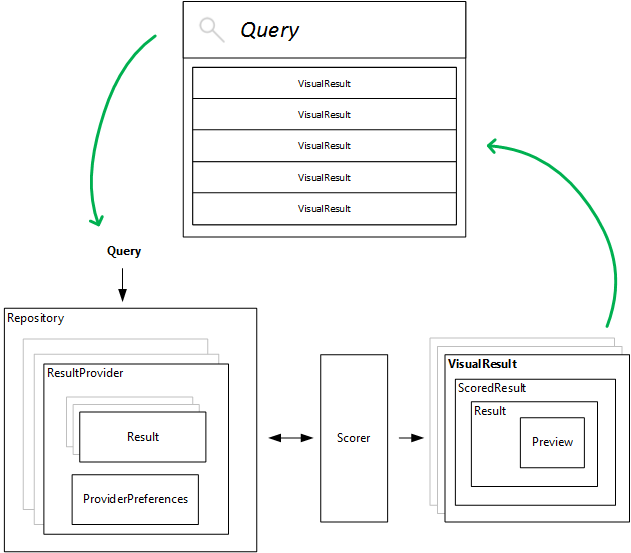 Query
VisualResult
VisualResult
VisualResult
VisualResult
VisualResult
Query
Repository
ResultProvider
Result
ProviderPreferences
Scorer
VisualResult
ScoredResult
Result
Preview